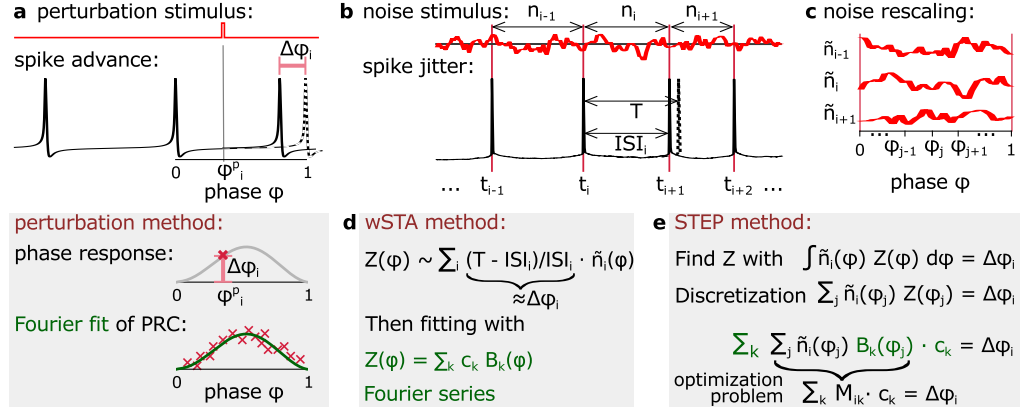 a perturbation stimulus:
Δφᵢ
spike advance:
0
φᵖᵢ
1
phase φ
perturbation method:
phase response:
Δφᵢ
0
φᵖᵢ
1
Fourier fit of PRC:
0
1
phase φ
b noise stimulus:
nᵢ₋₁
nᵢ
nᵢ₊₁
spike jitter:
T
ISIᵢ
... tᵢ₋₁ tᵢ tᵢ₊₁ tᵢ₊₂ ...
c noise rescaling:
ñᵢ₋₁
ñᵢ
ñᵢ₊₁
0 ... φⱼ₋₁ φⱼ φⱼ₊₁ ... 1
phase φ
d wSTA method:
Z(φ) ~ ∑ᵢ (T - ISIᵢ)/ISIᵢ · ñᵢ(φ)
≈Δφᵢ
Then fitting with
Z(φ) = ∑ₖ cₖ Bₖ(φ)
Fourier series
e STEP method:
Find Z with ∫ñᵢ(φ) Z(φ) dφ = Δφᵢ
Discretization ∑ⱼ ñᵢ(φⱼ) Z(φⱼ) = Δφᵢ
∑ₖ ∑ⱼ ñᵢ(φⱼ) Bₖ(φⱼ) · cₖ = Δφᵢ
optimization
problem
∑ₖ Mᵢₖ· cₖ = Δφᵢ